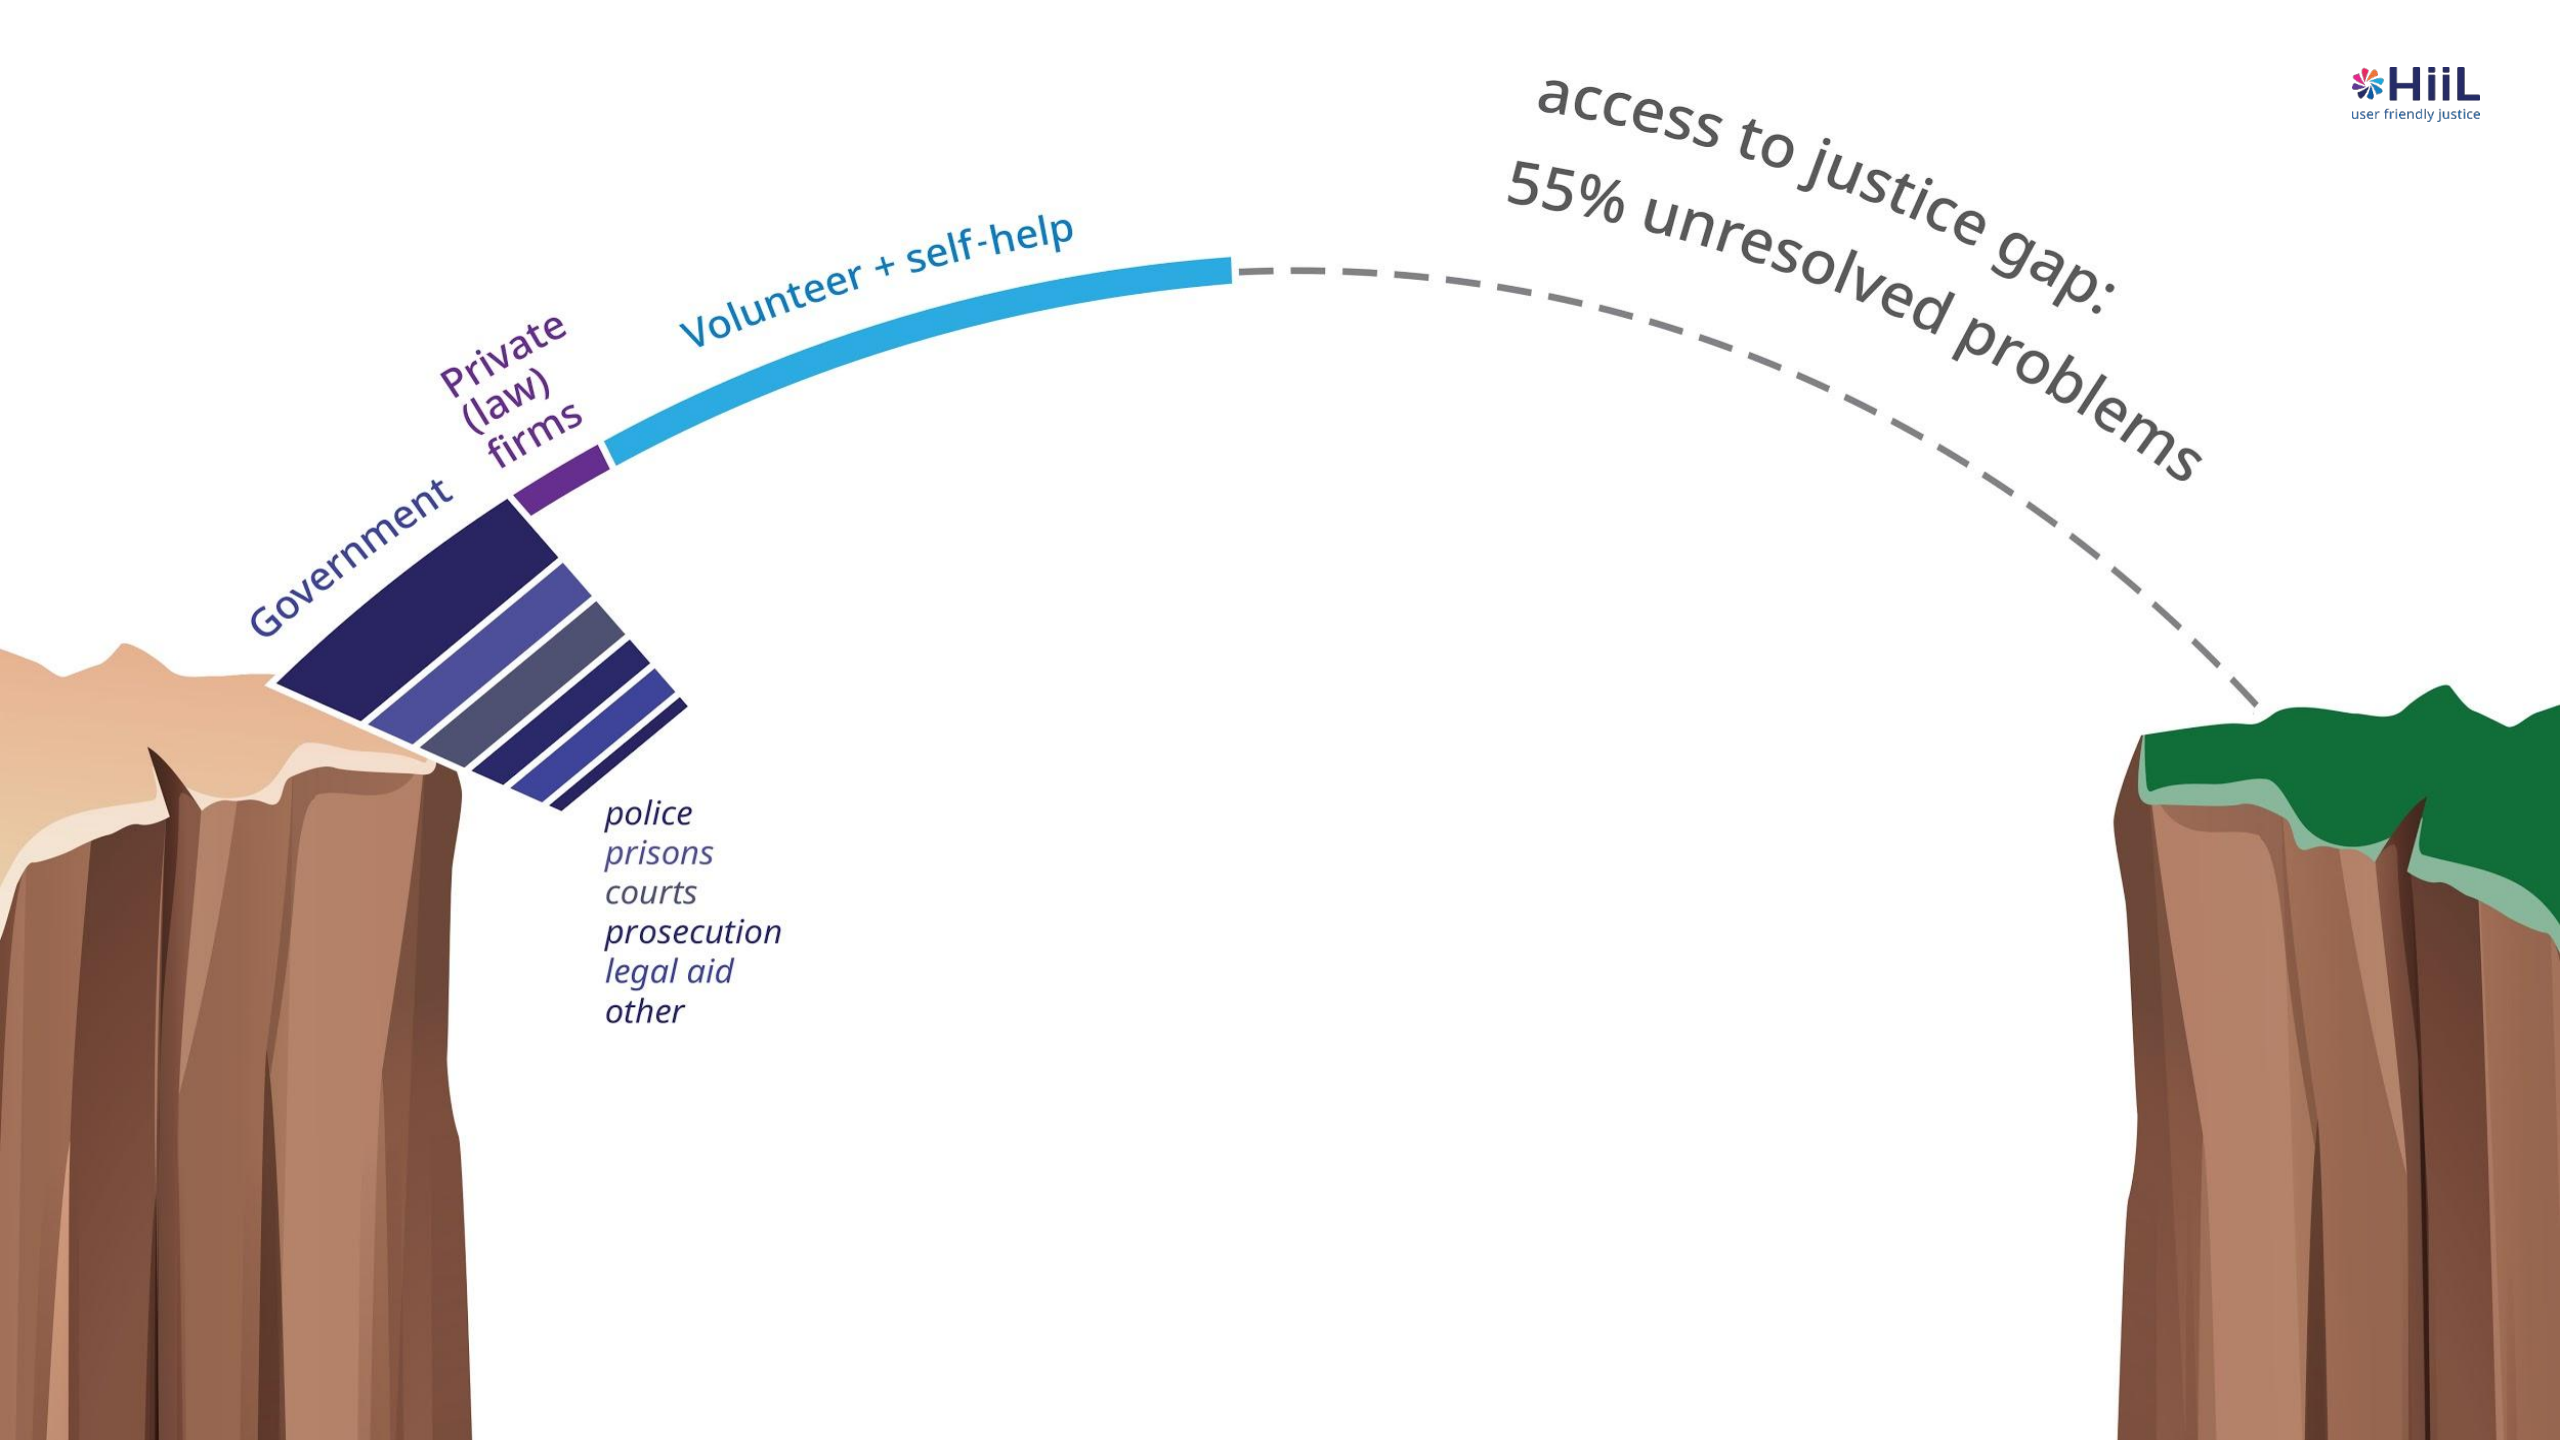 HiiL
user friendly justice
access to justice gap:
55% unresolved problems
Volunteer + self-help
Private
(law)
firms
Government
police
prisons
courts
prosecution
legal aid
other